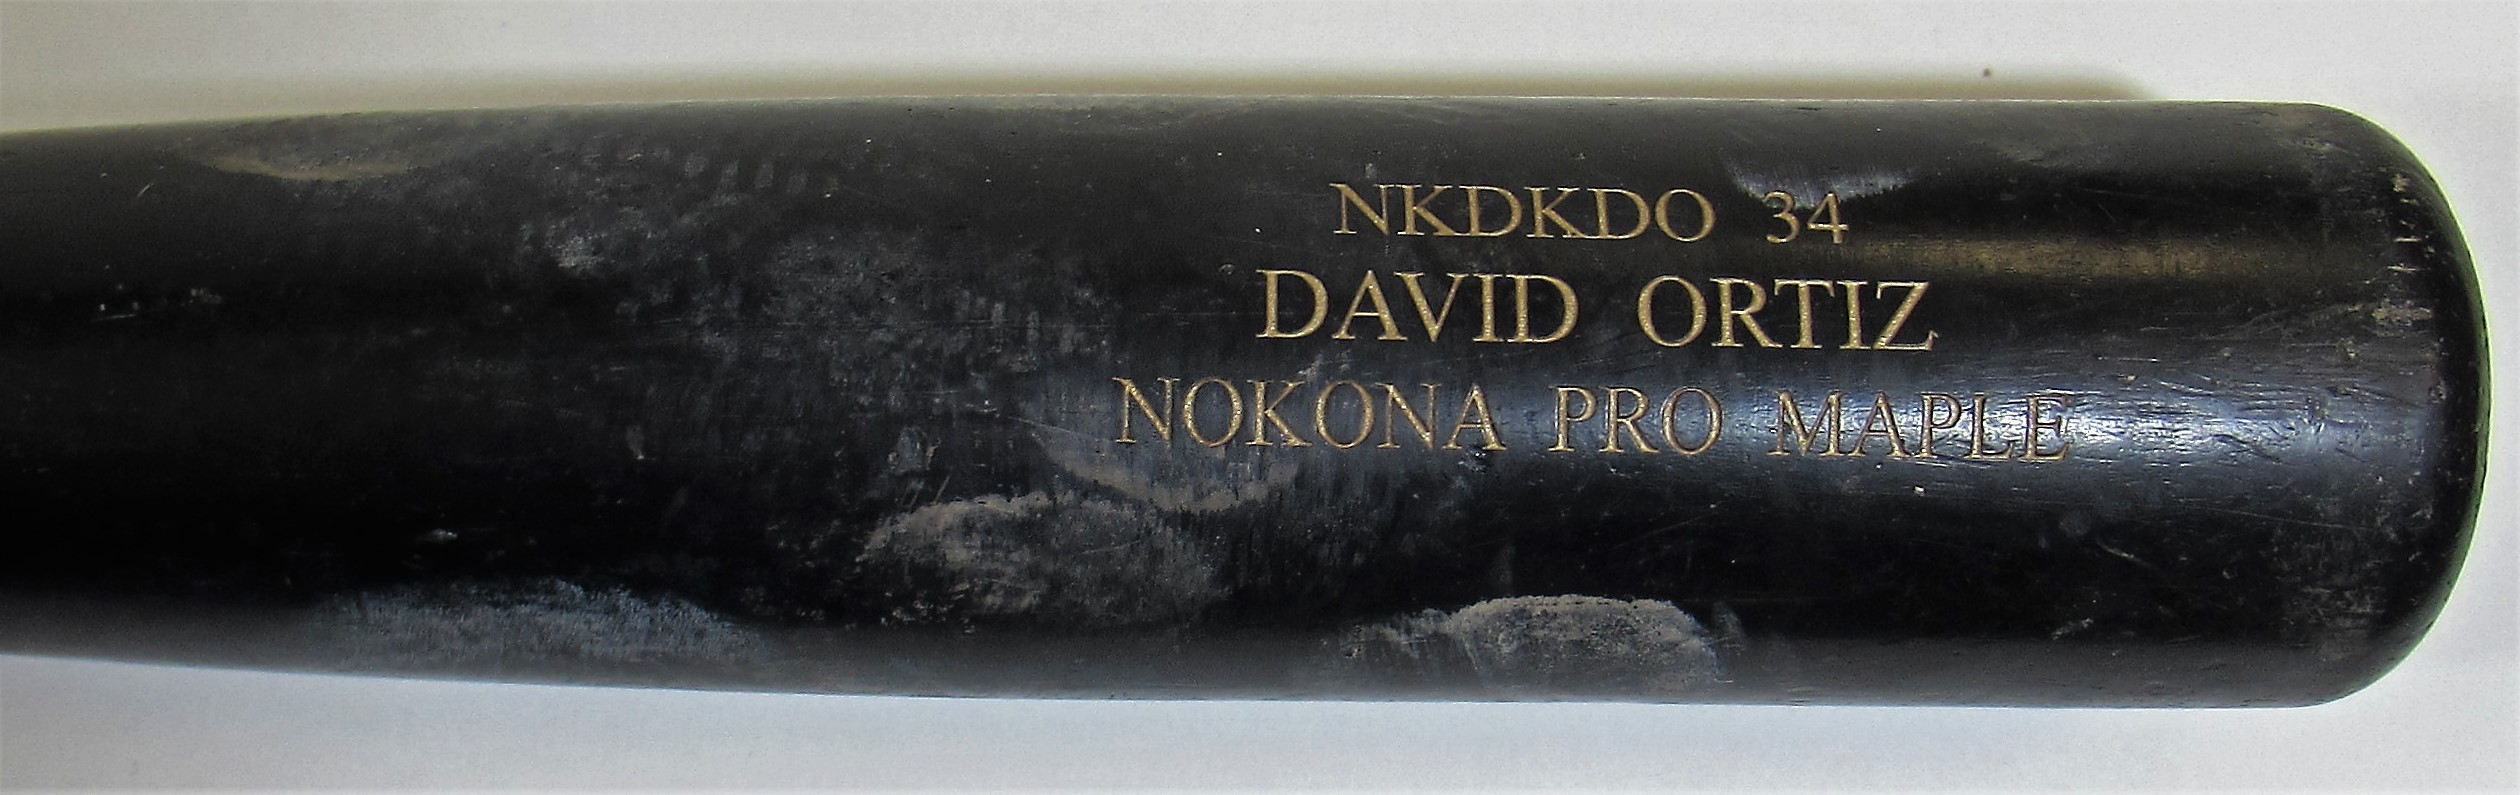 NKDKDO 34
DAVID ORTIZ
NOKONA PRO MAPLE